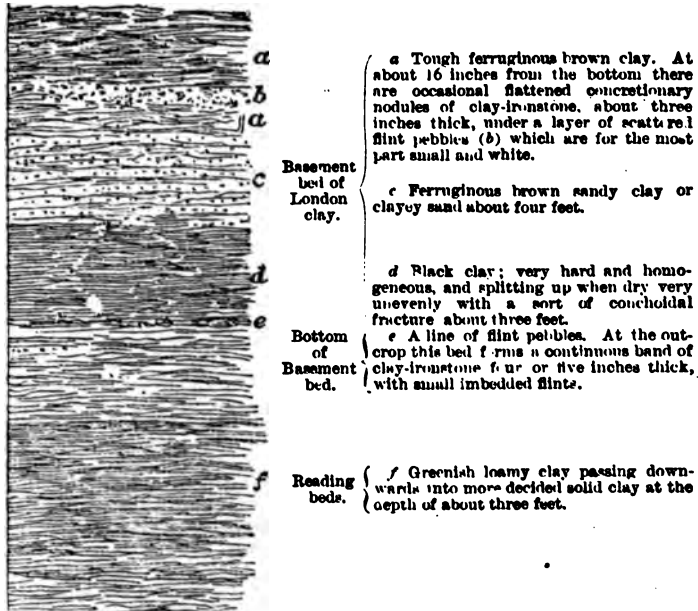 a
b
a
c
d
e
f
Basement
bed of
London
clay.
a Tough ferruginous brown clay. At
about 16 inches from the bottom there
are occasional flattened concretionary
nodules of clay-ironstone, about three
inches thick, under a layer of scattered
flint pebbles (b) which are for the most
part small and white.
c Ferruginous brown sandy clay or
clayey sand about four feet.
d Black clay; very hard and homo-
geneous, and splitting up when dry very
unevenly with a sort of conchoidal
fracture about three feet.
Bottom
of
Basement
bed.
e A line of flint pebbles. At the out-
crop this bed forms a continuous band of
clay-ironstone four or five inches thick,
with small imbedded flints.
Reading
beds.
f Greenish loamy clay passing down-
wards into more decided solid clay at the
depth of about three feet.